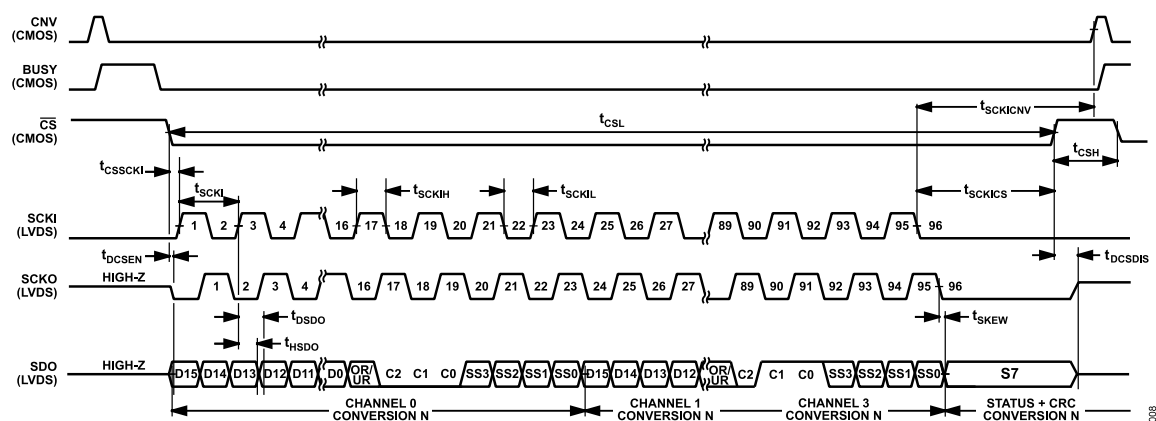 CNV
(CMOS)
BUSY
(CMOS)
tSCKICNV
CS
(CMOS)
tCSL
tCSH
tCSSCKI
tSCKI
tSCKIH
tSCKIL
tSCKICS
SCKI
(LVDS)
1 2 3 4 16 17 18 19 20 21 22 23 24 25 26 27 89 90 91 92 93 94 95 96
tDCSEN
HIGH-Z
tDCSDIS
SCKO
(LVDS)
1 2 3 4 16 17 18 19 20 21 22 23 24 25 26 27 89 90 91 92 93 94 95 96
tDSDO
tSKEW
tHSDO
HIGH-Z
SDO
(LVDS)
D15 D14 D13 D12 D11 D0 OR/UR C2 C1 C0 SS3 SS2 SS1 SS0 D15 D14 D13 D12 OR/UR C2 C1 C0 SS3 SS2 SS1 SS0 S7
CHANNEL 0
CONVERSION N
CHANNEL 1
CONVERSION N
CHANNEL 3
CONVERSION N
STATUS + CRC
CONVERSION N
008